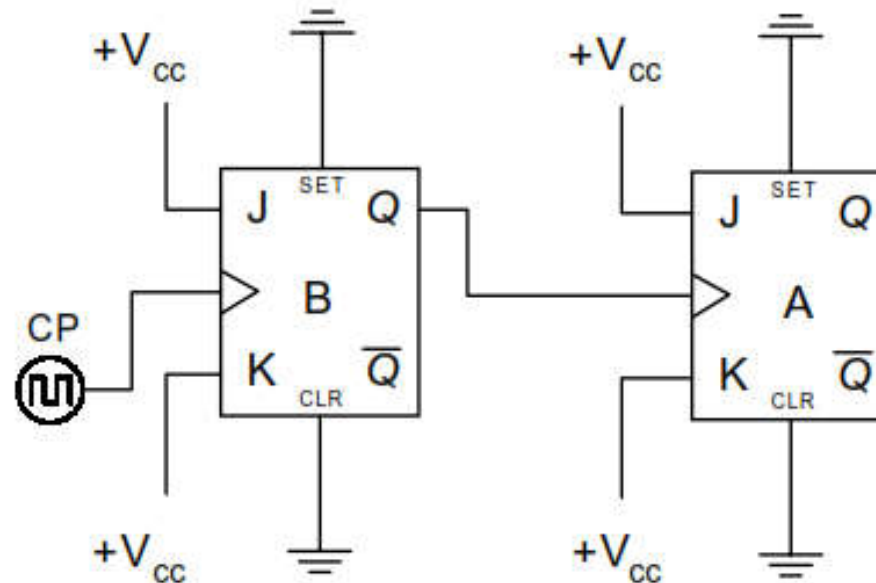 +Vcc +Vcc
SET SET
J Q J Q
B A
CP
K Q̅ K Q̅
CLR CLR
+Vcc +Vcc